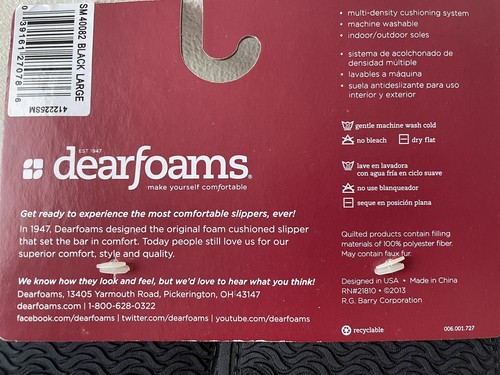 SM 40082 BLACK LARGE
0 39161 27078 6
412225SM
• multi-density cushioning system
• machine washable
• indoor/outdoor soles
• sistema de acolchonado de
densidad múltiple
• lavables a máquina
• suela antideslizante para uso
interior y exterior
gentle machine wash cold
no bleach
dry flat
lave en lavadora
con agua fría en ciclo suave
no use blanqueador
seque en posición plana
EST 1947
dearfoams
make yourself comfortable
Get ready to experience the most comfortable slippers, ever!
In 1947, Dearfoams designed the original foam cushioned slipper
that set the bar in comfort. Today people still love us for our
superior comfort, style and quality.
We know how they look and feel, but we'd love to hear what you think!
Dearfoams, 13405 Yarmouth Road, Pickerington, OH 43147
dearfoams.com | 1-800-628-0322
facebook.com/dearfoams | twitter.com/dearfoams | youtube.com/dearfoams
Quilted products contain filling
materials of 100% polyester fiber.
May contain faux fur.
Designed in USA • Made in China
RN#21810 • ©2013
R.G. Barry Corporation
recyclable
006.001.727